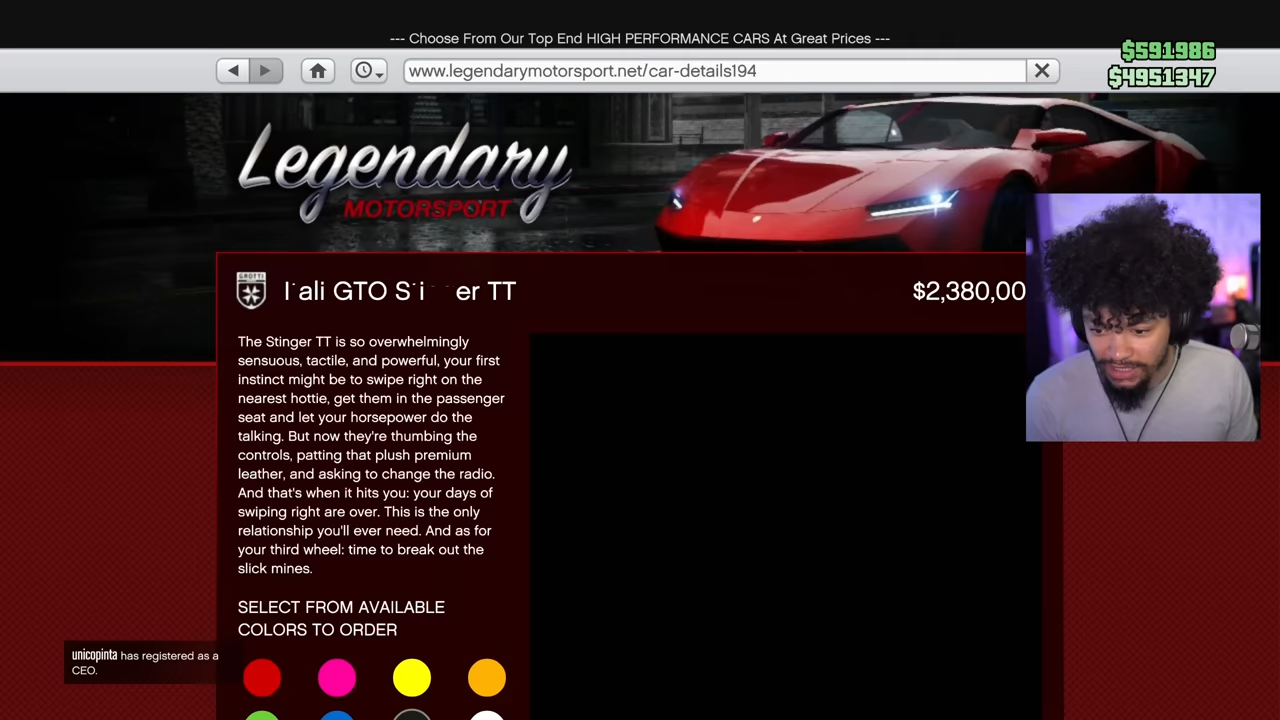 --- Choose From Our Top End HIGH PERFORMANCE CARS At Great Prices ---
$591986
www.legendarymotorsport.net/car-details194
$4951347
Legendary
MOTORSPORT
GROTTI
GTO TT
$2,380,00
The Stinger TT is so overwhelmingly
sensuous, tactile, and powerful, your first
instinct might be to swipe right on the
nearest hottie, get them in the passenger
seat and let your horsepower do the
talking. But now they're thumbing the
controls, patting that plush premium
leather, and asking to change the radio.
And that's when it hits you: your days of
swiping right are over. This is the only
relationship you'll ever need. And as for
your third wheel: time to break out the
slick mines.
SELECT FROM AVAILABLE
COLORS TO ORDER
unicopinta has registered as a
CEO.